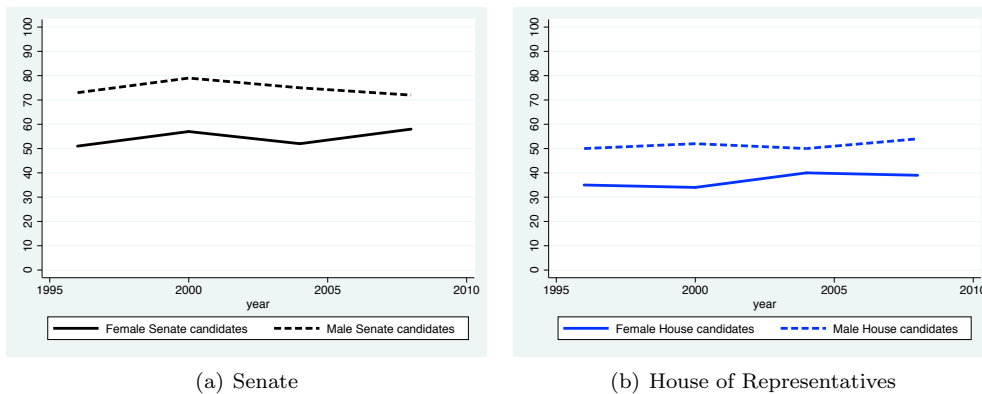 100
90
80
70
60
50
40
30
20
10
0
1995 2000 2005 2010
year
Female Senate candidates Male Senate candidates
(a) Senate
100
90
80
70
60
50
40
30
20
10
0
1995 2000 2005 2010
year
Female House candidates Male House candidates
(b) House of Representatives